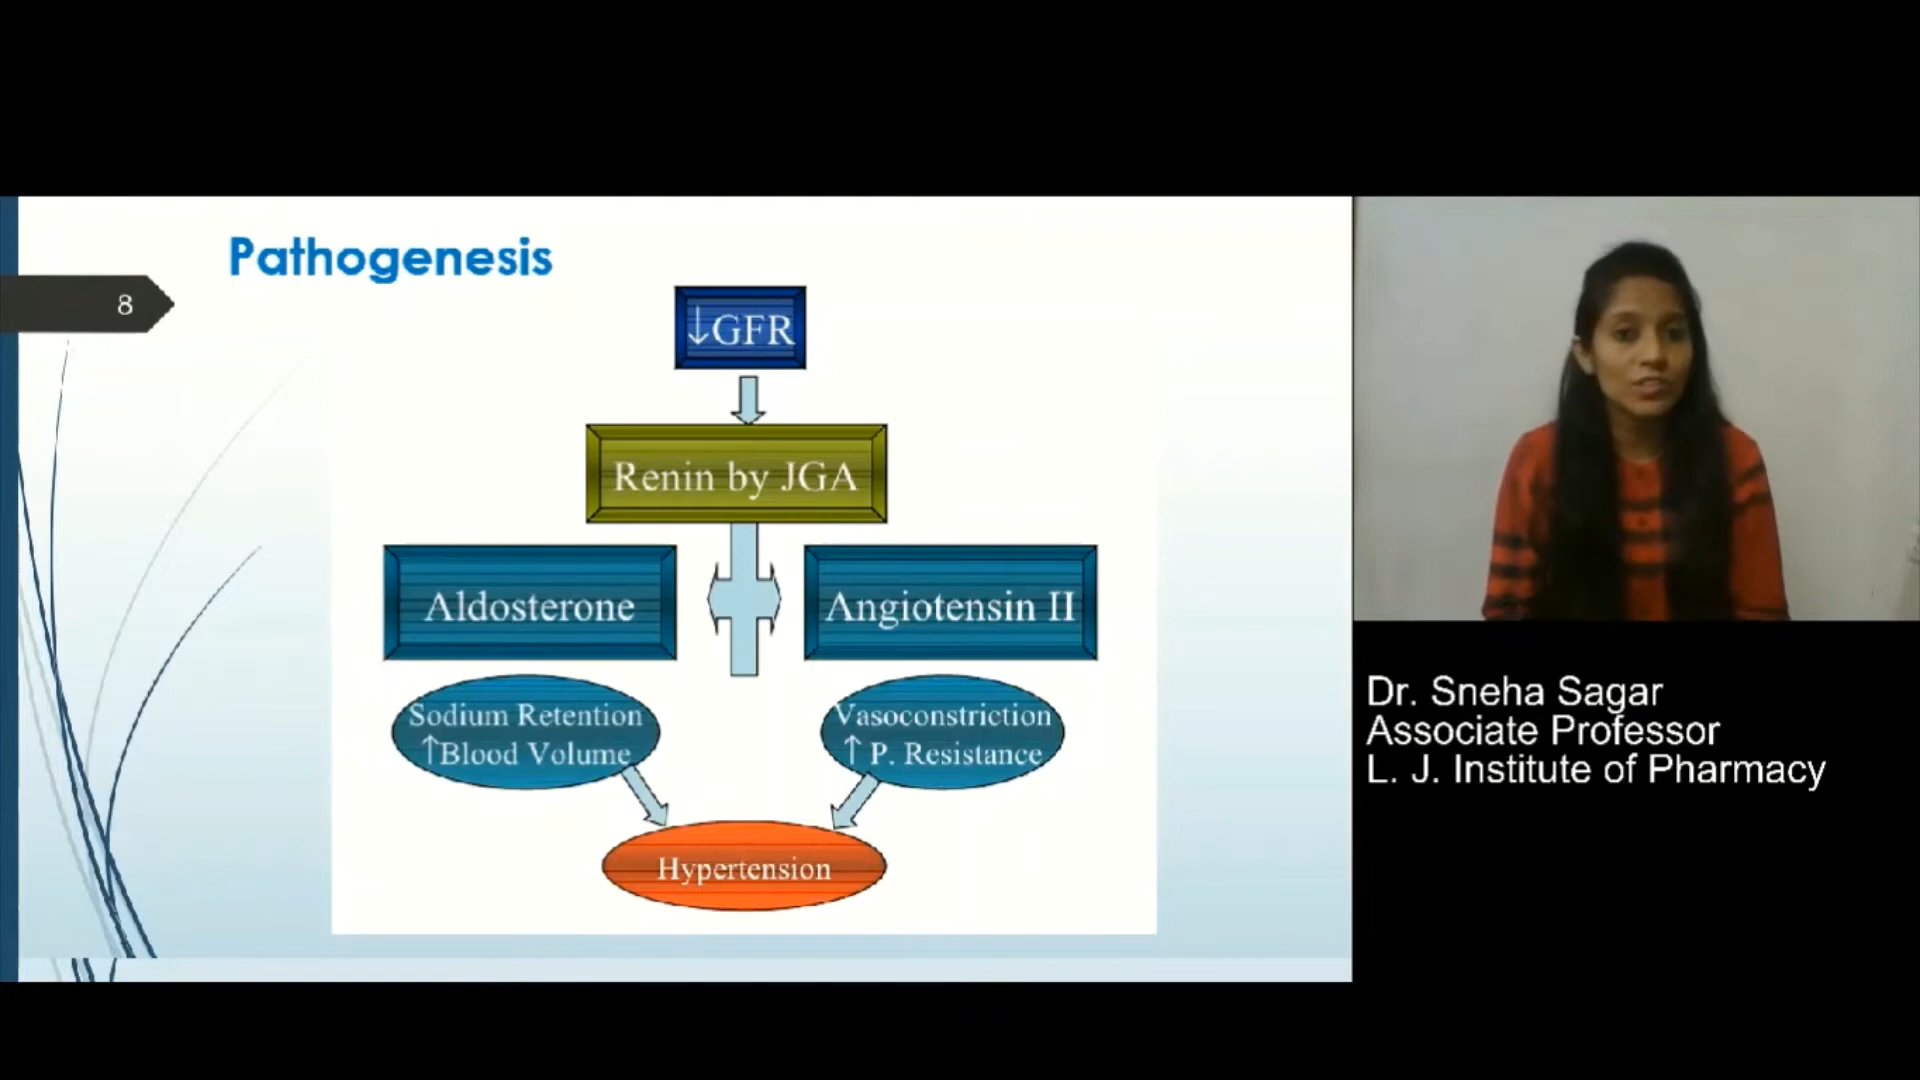 Pathogenesis
8
↓GFR
Renin by JGA
Aldosterone
Angiotensin II
Sodium Retention
↑Blood Volume
Vasoconstriction
↑ P. Resistance
Hypertension
Dr. Sneha Sagar
Associate Professor
L. J. Institute of Pharmacy